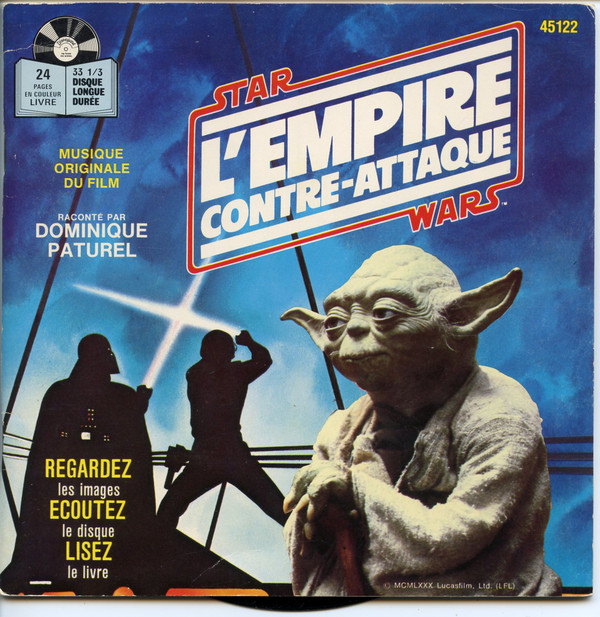 45122
24
PAGES
EN COULEUR
LIVRE
33 1/3
DISQUE
LONGUE
DURÉE
STAR
L'EMPIRE
CONTRE-ATTAQUE
WARS™
MUSIQUE
ORIGINALE
DU FILM
RACONTÉ PAR
DOMINIQUE
PATUREL
REGARDEZ
les images
ECOUTEZ
le disque
LISEZ
le livre
© MCMLXXX Lucasfilm, Ltd. (LFL)